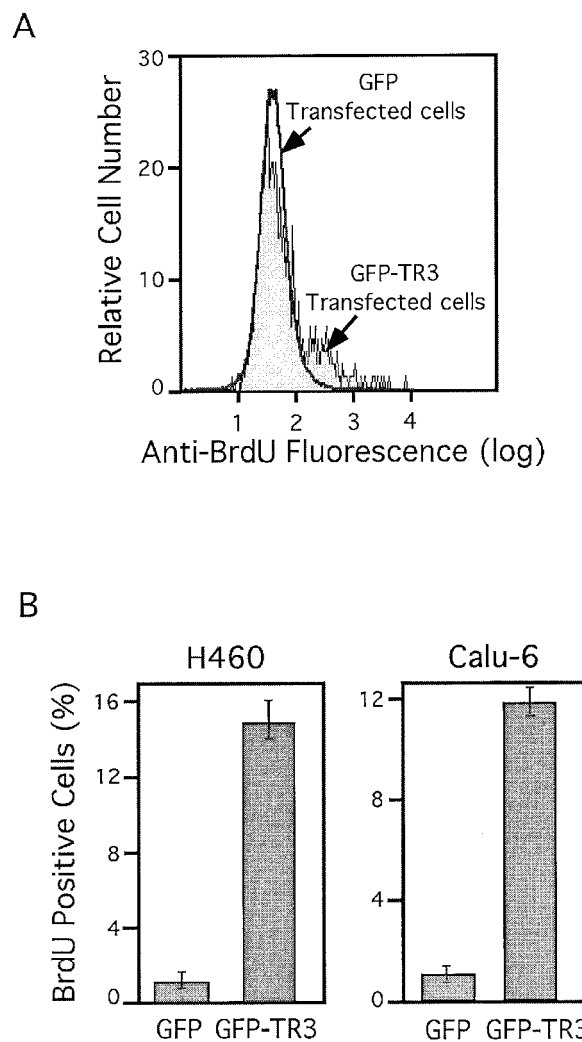 A
30
20
10
0
Relative Cell Number
GFP
Transfected cells
GFP-TR3
Transfected cells
1 2 3 4
Anti-BrdU Fluorescence (log)
B
H460
16
12
8
4
0
BrdU Positive Cells (%)
GFP GFP-TR3
Calu-6
12
8
4
0
GFP GFP-TR3